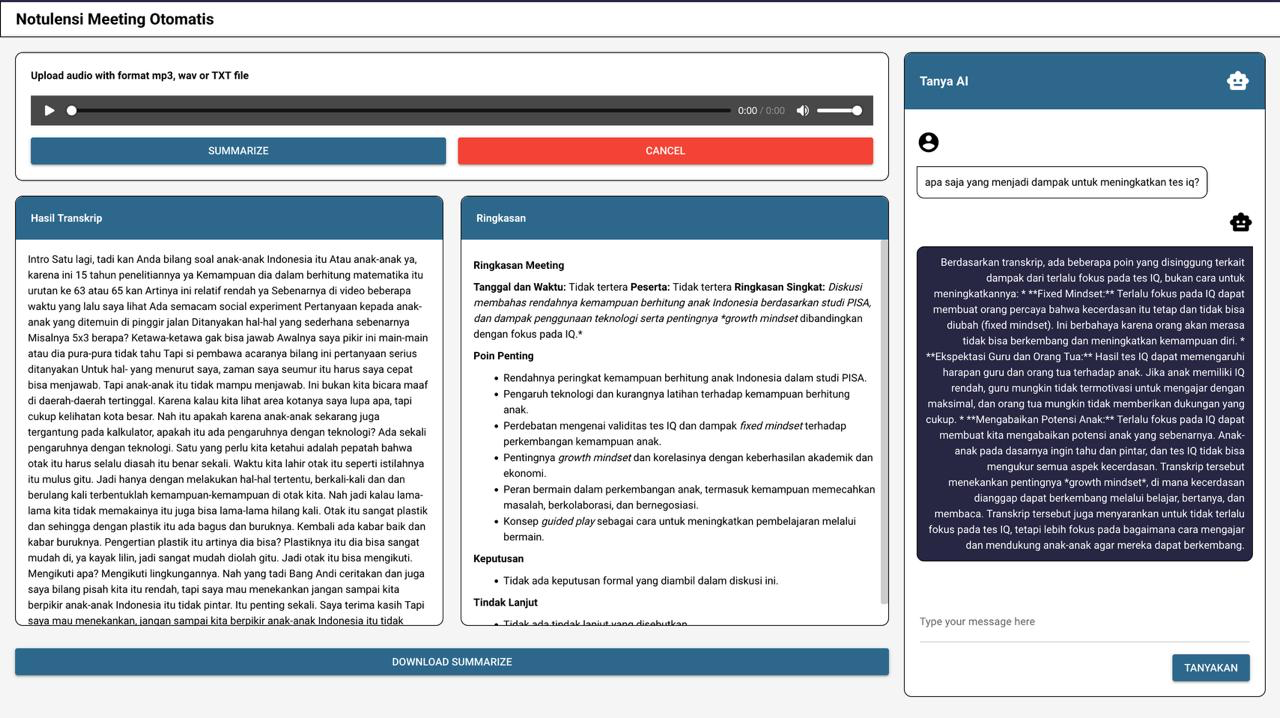 Notulensi Meeting Otomatis
Upload audio with format mp3, wav or TXT file
0:00 / 0:00
SUMMARIZE
CANCEL
Hasil Transkrip
Intro Satu lagi, tadi kan Anda bilang soal anak-anak Indonesia itu Atau anak-anak ya,
karena ini 15 tahun penelitiannya ya Kemampuan dia dalam berhitung matematika itu
urutan ke 63 atau 65 kan Artinya ini relatif rendah ya Sebenarnya di video beberapa
waktu yang lalu saya lihat Ada semacam social experiment Pertanyaan kepada anak-
anak yang ditemuin di pinggir jalan Ditanyakan hal-hal yang sederhana sebenarnya
Misalnya 5x3 berapa? Ketawa-ketawa gak bisa jawab Awalnya saya pikir ini main-main
atau dia pura-pura tidak tahu Tapi si pembawa acaranya bilang ini pertanyaan serius
ditanyakan Untuk hal- yang menurut saya, zaman saya seumur itu harus saya cepat
bisa menjawab. Tapi anak-anak itu tidak mampu menjawab. Ini bukan kita bicara maaf
di daerah-daerah tertinggal. Karena kalau kita lihat area kotanya saya lupa apa, tapi
cukup kelihatan kota besar. Nah itu apakah karena anak-anak sekarang juga
tergantung pada kalkulator, apakah itu ada pengaruhnya dengan teknologi? Ada sekali
pengaruhnya dengan teknologi. Satu yang perlu kita ketahui adalah pepatah bahwa
otak itu harus selalu diasah itu benar sekali. Waktu kita lahir otak itu seperti istilahnya
itu mulus gitu. Jadi hanya dengan melakukan hal-hal tertentu, berkali-kali dan dan
berulang kali terbentuklah kemampuan-kemampuan di otak kita. Nah jadi kalau lama-
lama kita tidak memakainya itu juga bisa lama-lama hilang kali. Otak itu sangat plastik
dan sehingga dengan plastik itu ada bagus dan buruknya. Kembali ada kabar baik dan
kabar buruknya. Pengertian plastik itu artinya dia bisa? Plastiknya itu dia bisa sangat
mudah di, ya kayak lilin, jadi sangat mudah diolah gitu. Jadi otak itu bisa mengikuti.
Mengikuti apa? Mengikuti lingkungannya. Nah yang tadi Bang Andi ceritakan dan juga
saya bilang pisah kita itu rendah, tapi saya mau menekankan jangan sampai kita
berpikir anak-anak Indonesia itu tidak pintar. Itu penting sekali. Saya terima kasih Tapi
saya mau menekankan, jangan sampai kita berpikir anak-anak Indonesia itu tidak
Ringkasan
Ringkasan Meeting
Tanggal dan Waktu: Tidak tertera Peserta: Tidak tertera Ringkasan Singkat: Diskusi
membahas rendahnya kemampuan berhitung anak Indonesia berdasarkan studi PISA,
dan dampak penggunaan teknologi serta pentingnya *growth mindset dibandingkan
dengan fokus pada IQ.*
Poin Penting
• Rendahnya peringkat kemampuan berhitung anak Indonesia dalam studi PISA.
• Pengaruh teknologi dan kurangnya latihan terhadap kemampuan berhitung
anak.
• Perdebatan mengenai validitas tes IQ dan dampak fixed mindset terhadap
perkembangan kemampuan anak.
• Pentingnya growth mindset dan korelasinya dengan keberhasilan akademik dan
ekonomi.
• Peran bermain dalam perkembangan anak, termasuk kemampuan memecahkan
masalah, berkolaborasi, dan bernegosiasi.
• Konsep guided play sebagai cara untuk meningkatkan pembelajaran melalui
bermain.
Keputusan
• Tidak ada keputusan formal yang diambil dalam diskusi ini.
Tindak Lanjut
• Tidak ada tindak lanjut yang disebutkan
DOWNLOAD SUMMARIZE
Tanya AI
apa saja yang menjadi dampak untuk meningkatkan tes iq?
Berdasarkan transkrip, ada beberapa poin yang disinggung terkait
dampak dari terlalu fokus pada tes IQ, bukan cara untuk
meningkatkannya: * **Fixed Mindset:** Terlalu fokus pada IQ dapat
membuat orang percaya bahwa kecerdasan itu tetap dan tidak bisa
diubah (fixed mindset). Ini berbahaya karena orang akan merasa
tidak bisa berkembang dan meningkatkan kemampuan diri. *
**Ekspektasi Guru dan Orang Tua:** Hasil tes IQ dapat memengaruhi
harapan guru dan orang tua terhadap anak. Jika anak memiliki IQ
rendah, guru mungkin tidak termotivasi untuk mengajar dengan
maksimal, dan orang tua mungkin tidak memberikan dukungan yang
cukup. * **Mengabaikan Potensi Anak:** Terlalu fokus pada IQ dapat
membuat kita mengabaikan potensi anak yang sebenarnya. Anak-
anak pada dasarnya ingin tahu dan pintar, dan tes IQ tidak bisa
mengukur semua aspek kecerdasan. Transkrip tersebut
menekankan pentingnya *growth mindset*, di mana kecerdasan
dianggap dapat berkembang melalui belajar, bertanya, dan
membaca. Transkrip tersebut juga menyarankan untuk tidak terlalu
fokus pada tes IQ, tetapi lebih fokus pada bagaimana cara mengajar
dan mendukung anak-anak agar mereka dapat berkembang.
Type your message here
TANYAKAN